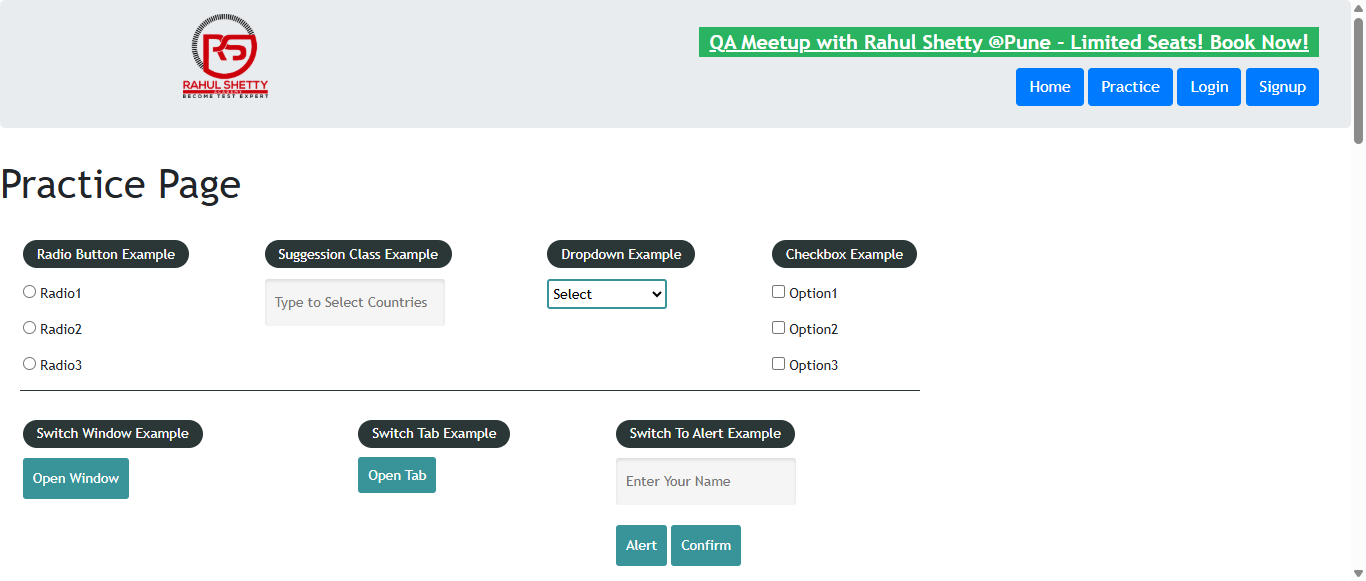 RS
RAHUL SHETTY
ACADEMY
BECOME TEST EXPERT
QA Meetup with Rahul Shetty @Pune - Limited Seats! Book Now!
Home Practice Login Signup
Practice Page
Radio Button Example
Radio1
Radio2
Radio3
Suggession Class Example
Type to Select Countries
Dropdown Example
Select
Checkbox Example
Option1
Option2
Option3
Switch Window Example
Open Window
Switch Tab Example
Open Tab
Switch To Alert Example
Enter Your Name
Alert Confirm